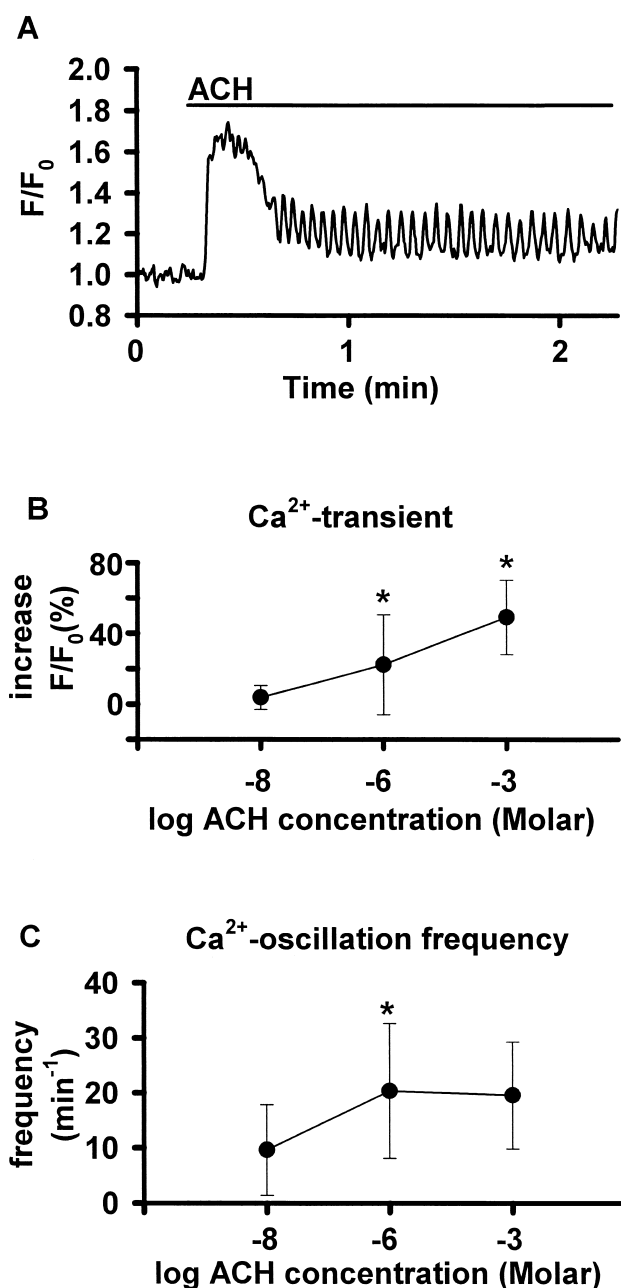 A
2.0
ACH
1.8
1.6
F/F0
1.4
1.2
1.0
0.8
0 1 2
Time (min)
B
Ca2+-transient
80
*
*
increase
F/F0(%)
40
0
-8 -6 -3
log ACH concentration (Molar)
C
Ca2+-oscillation frequency
40
*
30
frequency
(min-1)
20
10
0
-8 -6 -3
log ACH concentration (Molar)